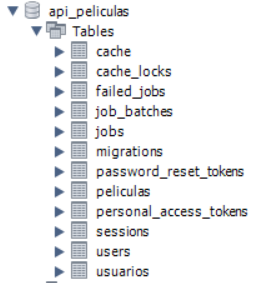 api_peliculas
Tables
cache
cache_locks
failed_jobs
job_batches
jobs
migrations
password_reset_tokens
peliculas
personal_access_tokens
sessions
users
usuarios